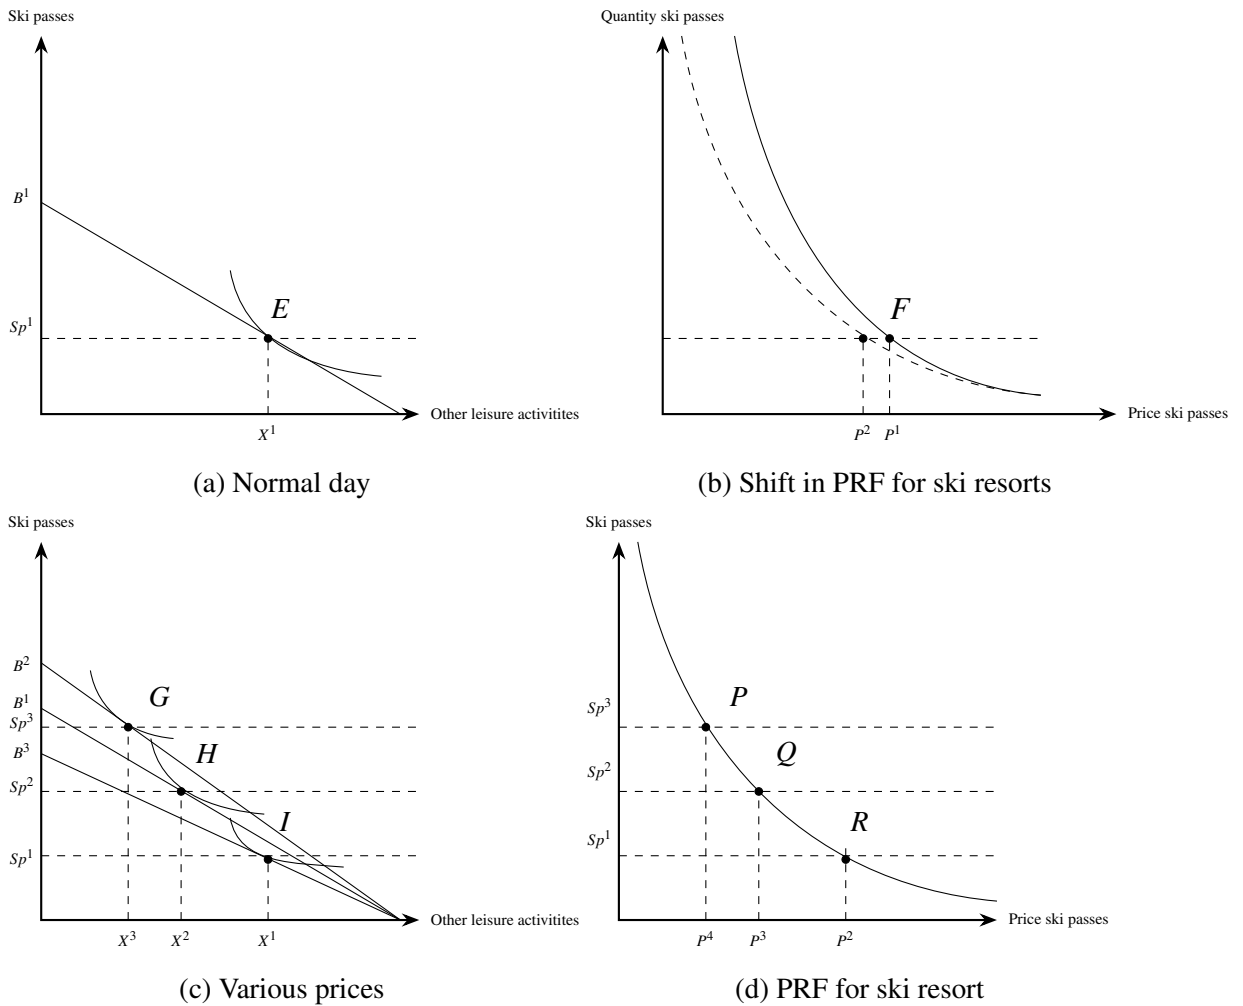 Ski passes
B¹
Sp¹
E
X¹
Other leisure activitites
(a) Normal day
Quantity ski passes
F
P² P¹
Price ski passes
(b) Shift in PRF for ski resorts
Ski passes
B²
B¹
Sp³
B³
Sp²
Sp¹
G
H
I
X³ X² X¹
Other leisure activitites
(c) Various prices
Ski passes
Sp³
Sp²
Sp¹
P
Q
R
P⁴ P³ P²
Price ski passes
(d) PRF for ski resort